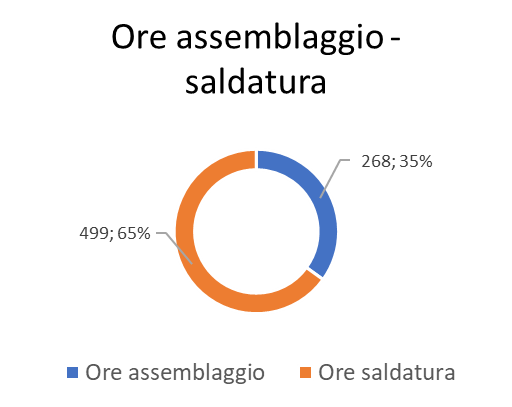 Ore assemblaggio -
saldatura
268; 35%
499; 65%
Ore assemblaggio
Ore saldatura